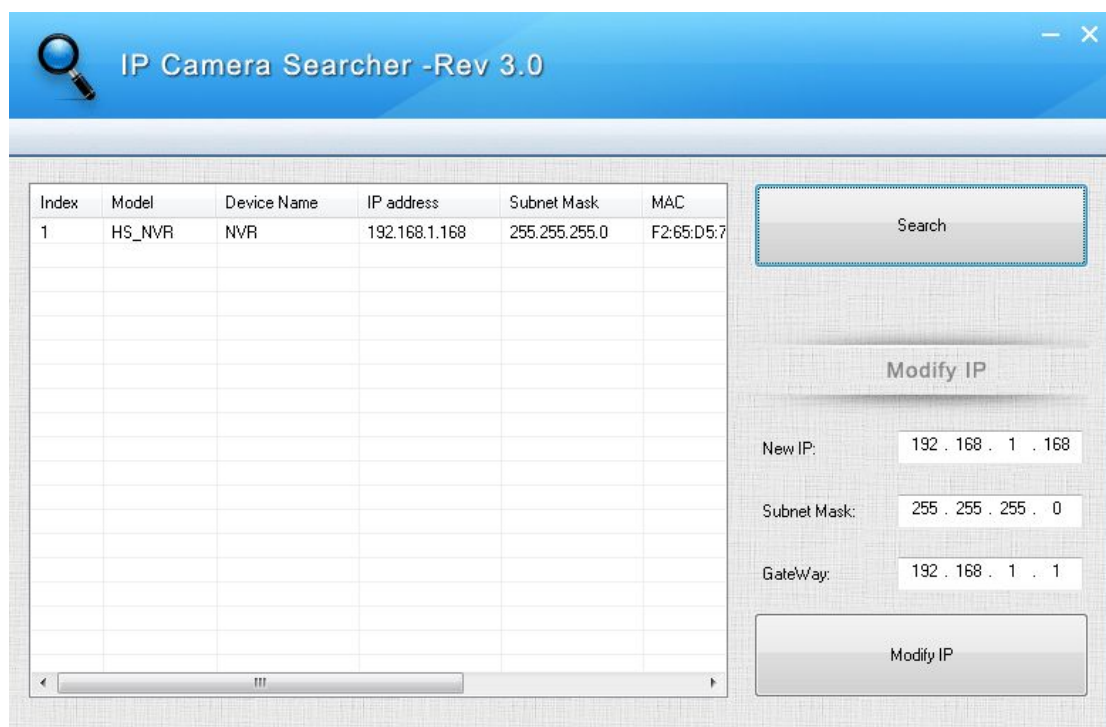 IP Camera Searcher -Rev 3.0
Index Model Device Name IP address Subnet Mask MAC
1 HS_NVR NVR 192.168.1.168 255.255.255.0 F2:65:D5:7
Search
Modify IP
New IP: 192 . 168 . 1 . 168
Subnet Mask: 255 . 255 . 255 . 0
GateWay: 192 . 168 . 1 . 1
Modify IP